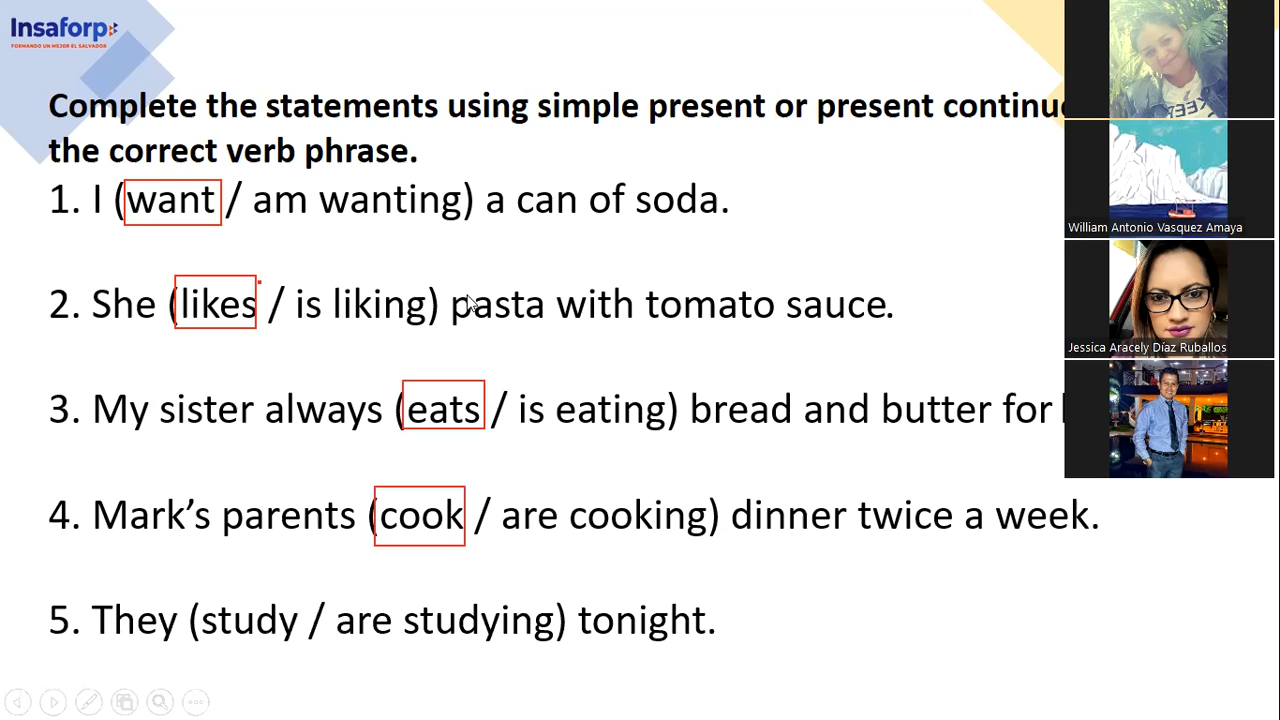 Insaforp
FORMANDO UN MEJOR EL SALVADOR
Complete the statements using simple present or present
the correct verb phrase.
1. I (want / am wanting) a can of soda.
2. She (likes / is liking) pasta with tomato sauce.
3. My sister always (eats / is eating) bread and butter for
4. Mark's parents (cook / are cooking) dinner twice a week.
5. They (study / are studying) tonight.
William Antonio Vasquez Amaya
Jessica Aracely Díaz Ruballos